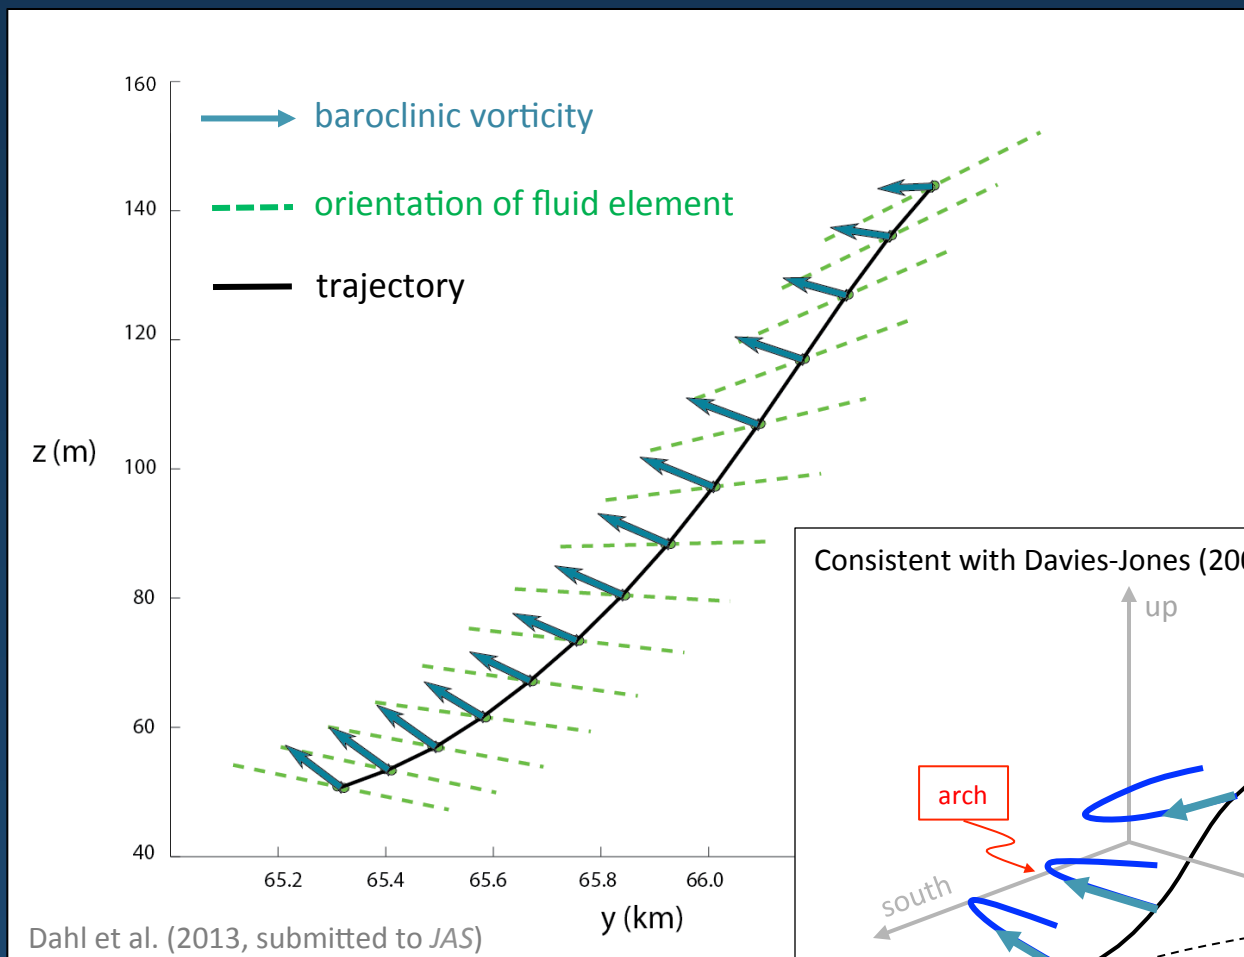 160
140
120
100
80
60
40
z (m)
baroclinic vorticity
orientation of fluid element
trajectory
65.2
65.4
65.6
65.8
66.0
y (km)
Dahl et al. (2013, submitted to JAS)
Consistent with Davies-Jones
up
arch
south